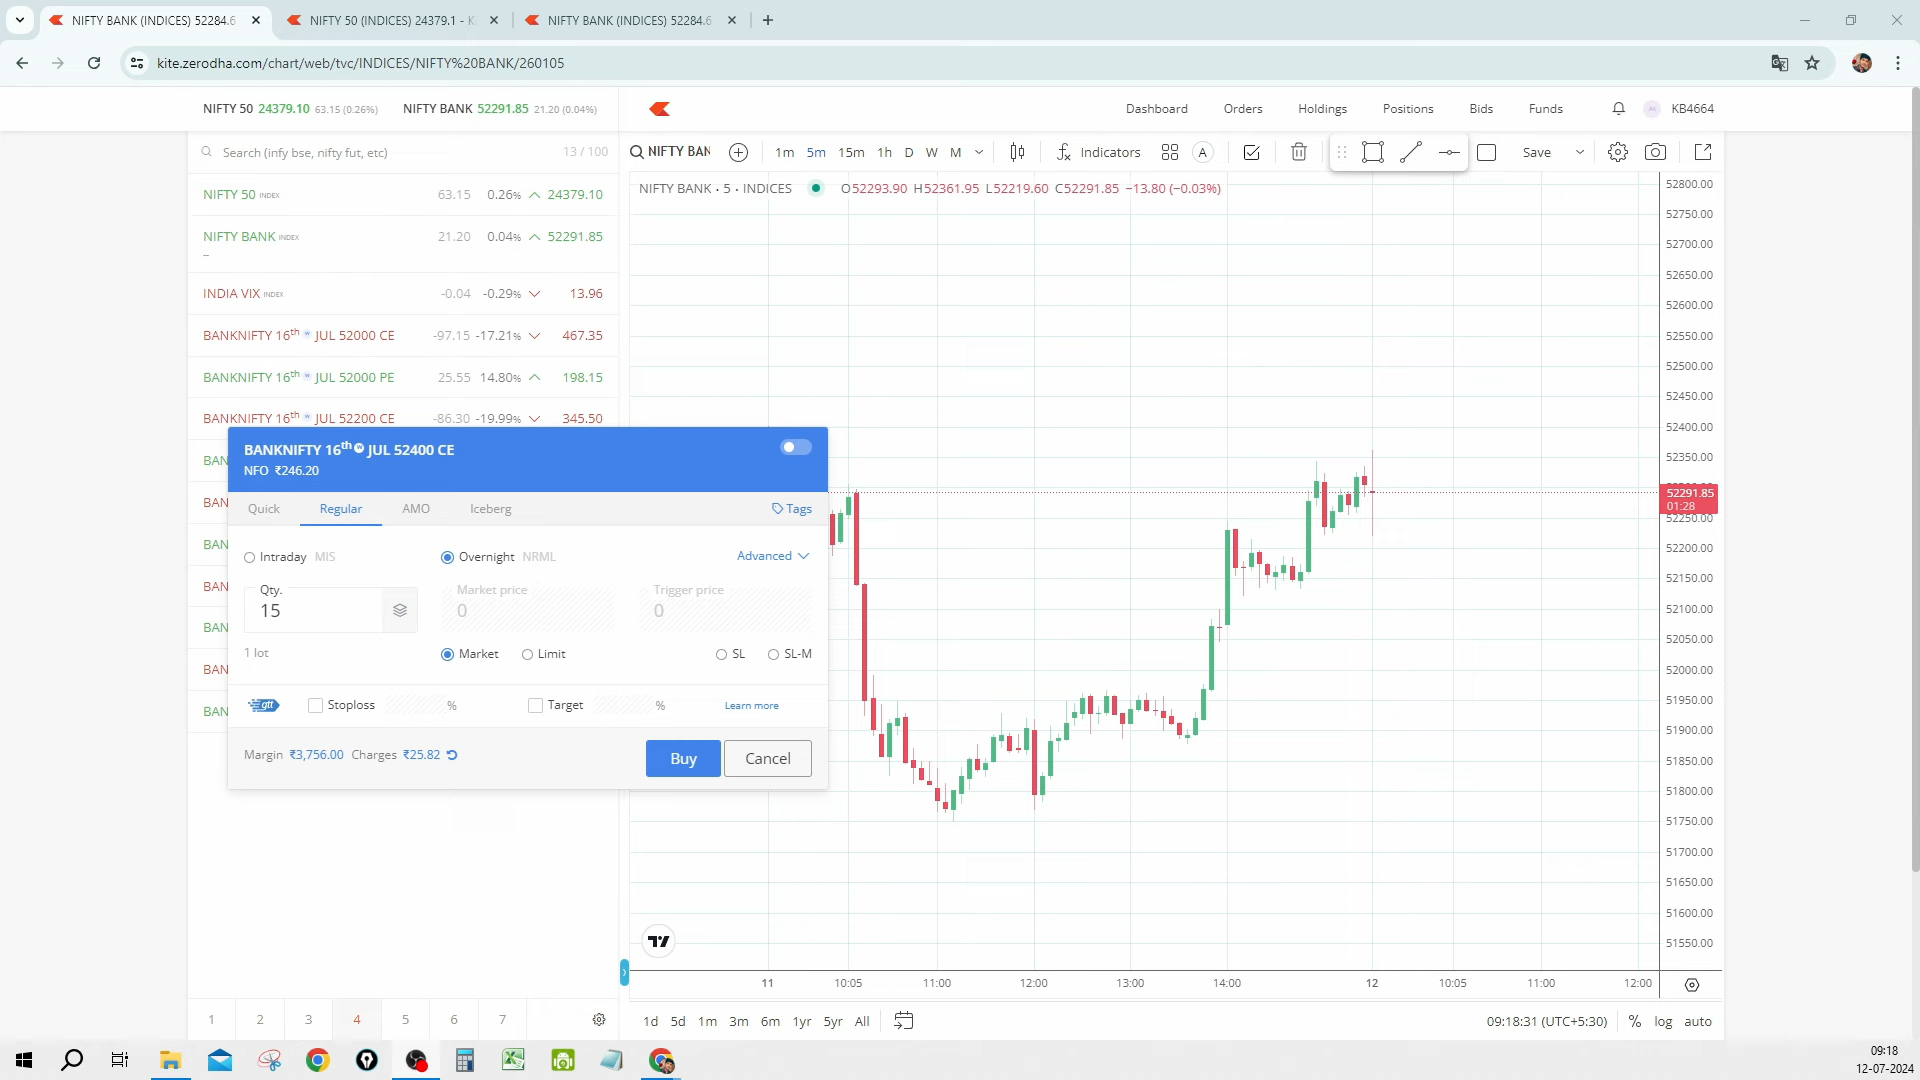 NIFTY BANK (INDICES) 52284.6
NIFTY 50 (INDICES) 24379.1 - K
NIFTY BANK (INDICES) 52284.6
kite.zerodha.com/chart/web/tvc/INDICES/NIFTY%20BANK/260105
NIFTY 50 24379.10 63.15 (0.26%)
NIFTY BANK 52291.85 21.20 (0.04%)
Dashboard Orders Holdings Positions Bids Funds KB4664
Search (infy bse, nifty fut, etc) 13 / 100
NIFTY BAN 1m 5m 15m 1h D W M Indicators A Save
NIFTY 50 INDEX 63.15 0.26% 24379.10
NIFTY BANK INDEX 21.20 0.04% 52291.85
INDIA VIX INDEX -0.04 -0.29% 13.96
BANKNIFTY 16th w JUL 52000 CE -97.15 -17.21% 467.35
BANKNIFTY 16th w JUL 52000 PE 25.55 14.80% 198.15
BANKNIFTY 16th w JUL 52200 CE -86.30 -19.99% 345.50
BAN
BAN
BAN
BAN
BAN
BAN
BAN
BANKNIFTY 16th w JUL 52400 CE
NFO ₹246.20
Quick Regular AMO Iceberg Tags
Intraday MIS Overnight NRML Advanced
Qty. Market price Trigger price
15 0 0
1 lot Market Limit SL SL-M
gtt Stoploss % Target % Learn more
Margin ₹3,756.00 Charges ₹25.82 Buy Cancel
1 2 3 4 5 6 7
NIFTY BANK • 5 • INDICES O52293.90 H52361.95 L52219.60 C52291.85 −13.80 (−0.03%)
52800.00
52750.00
52700.00
52650.00
52600.00
52550.00
52500.00
52450.00
52400.00
52350.00
52291.85
01:28
52250.00
52200.00
52150.00
52100.00
52050.00
52000.00
51950.00
51900.00
51850.00
51800.00
51750.00
51700.00
51650.00
51600.00
51550.00
11 10:05 11:00 12:00 13:00 14:00 12 10:05 11:00 12:00
1d 5d 1m 3m 6m 1yr 5yr All 09:18:31 (UTC+5:30) % log auto
09:18
12-07-2024